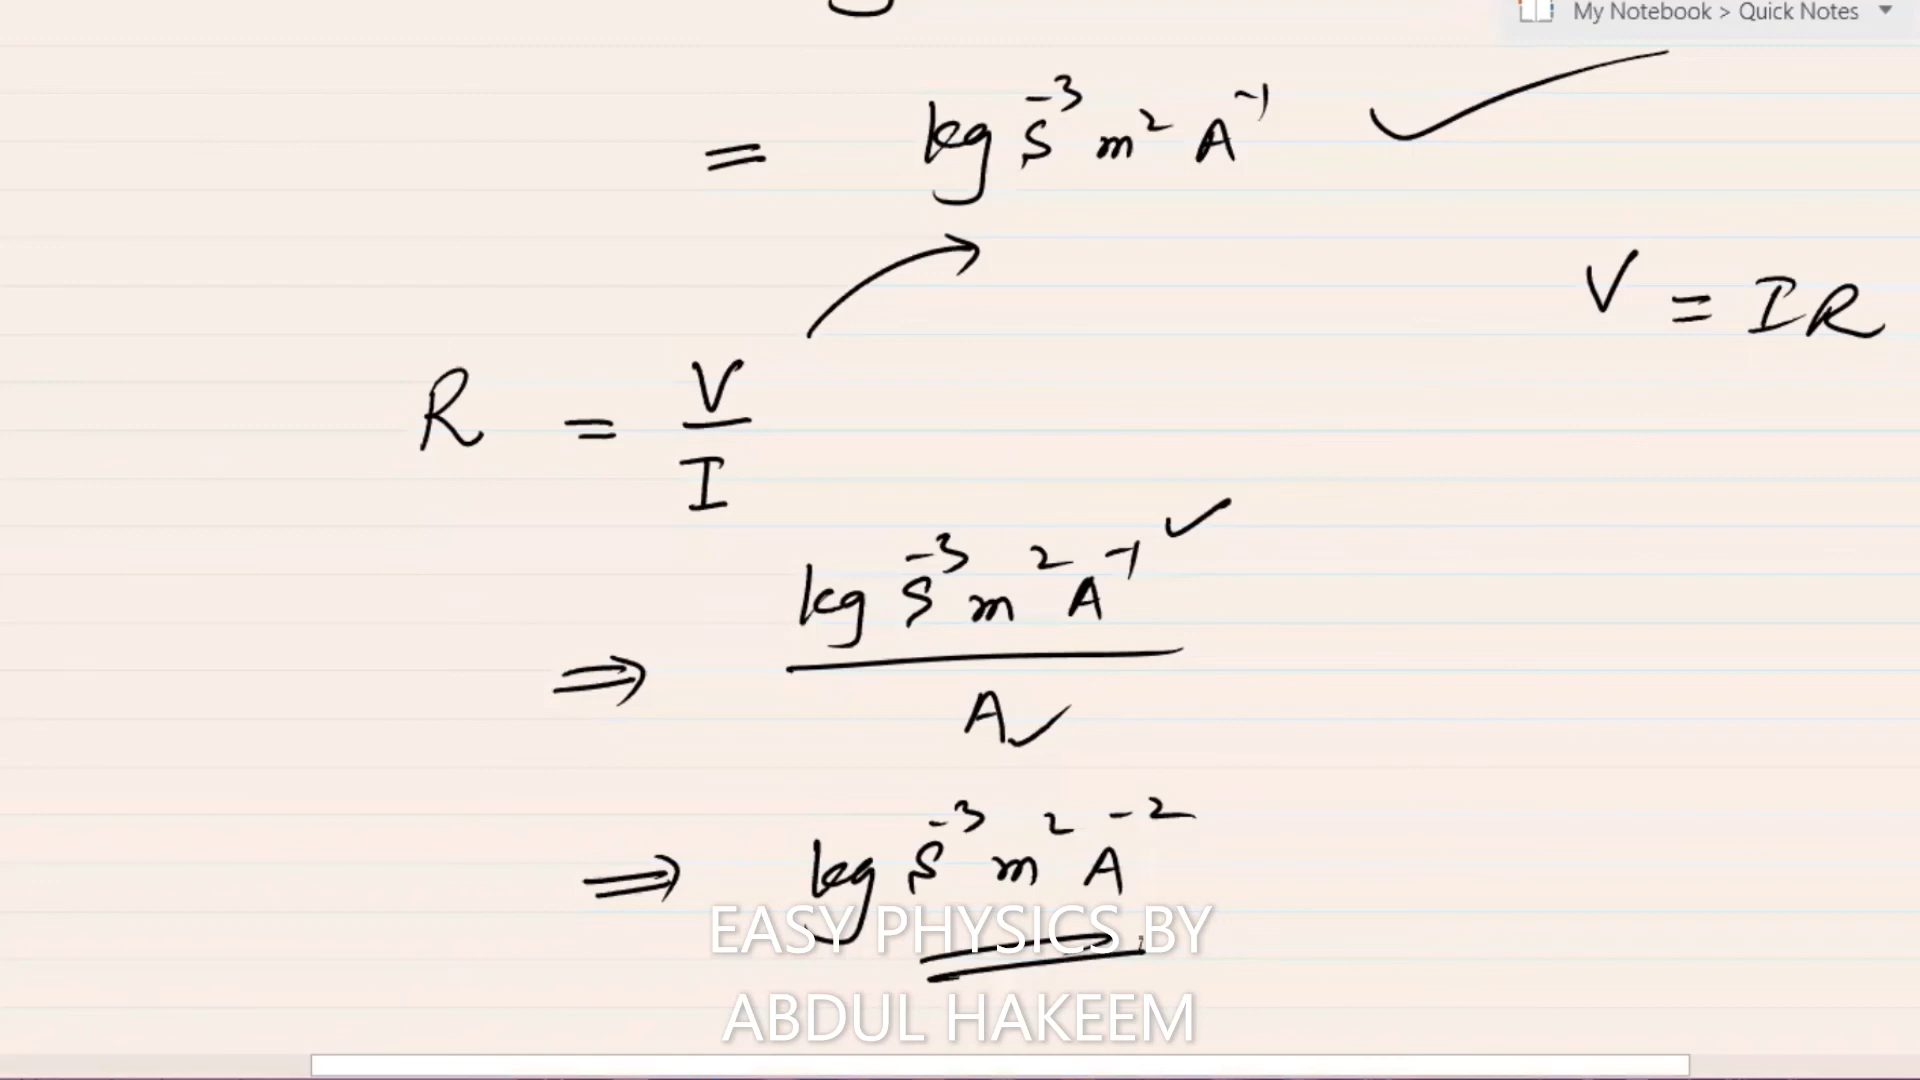 My Notebook > Quick Notes
= kg s⁻³ m² A⁻¹
V = IR
R = V/I
⇒ kg s⁻³ m² A⁻¹ / A
⇒ kg s⁻³ m² A⁻²
EASY PHYSICS BY
ABDUL HAKEEM